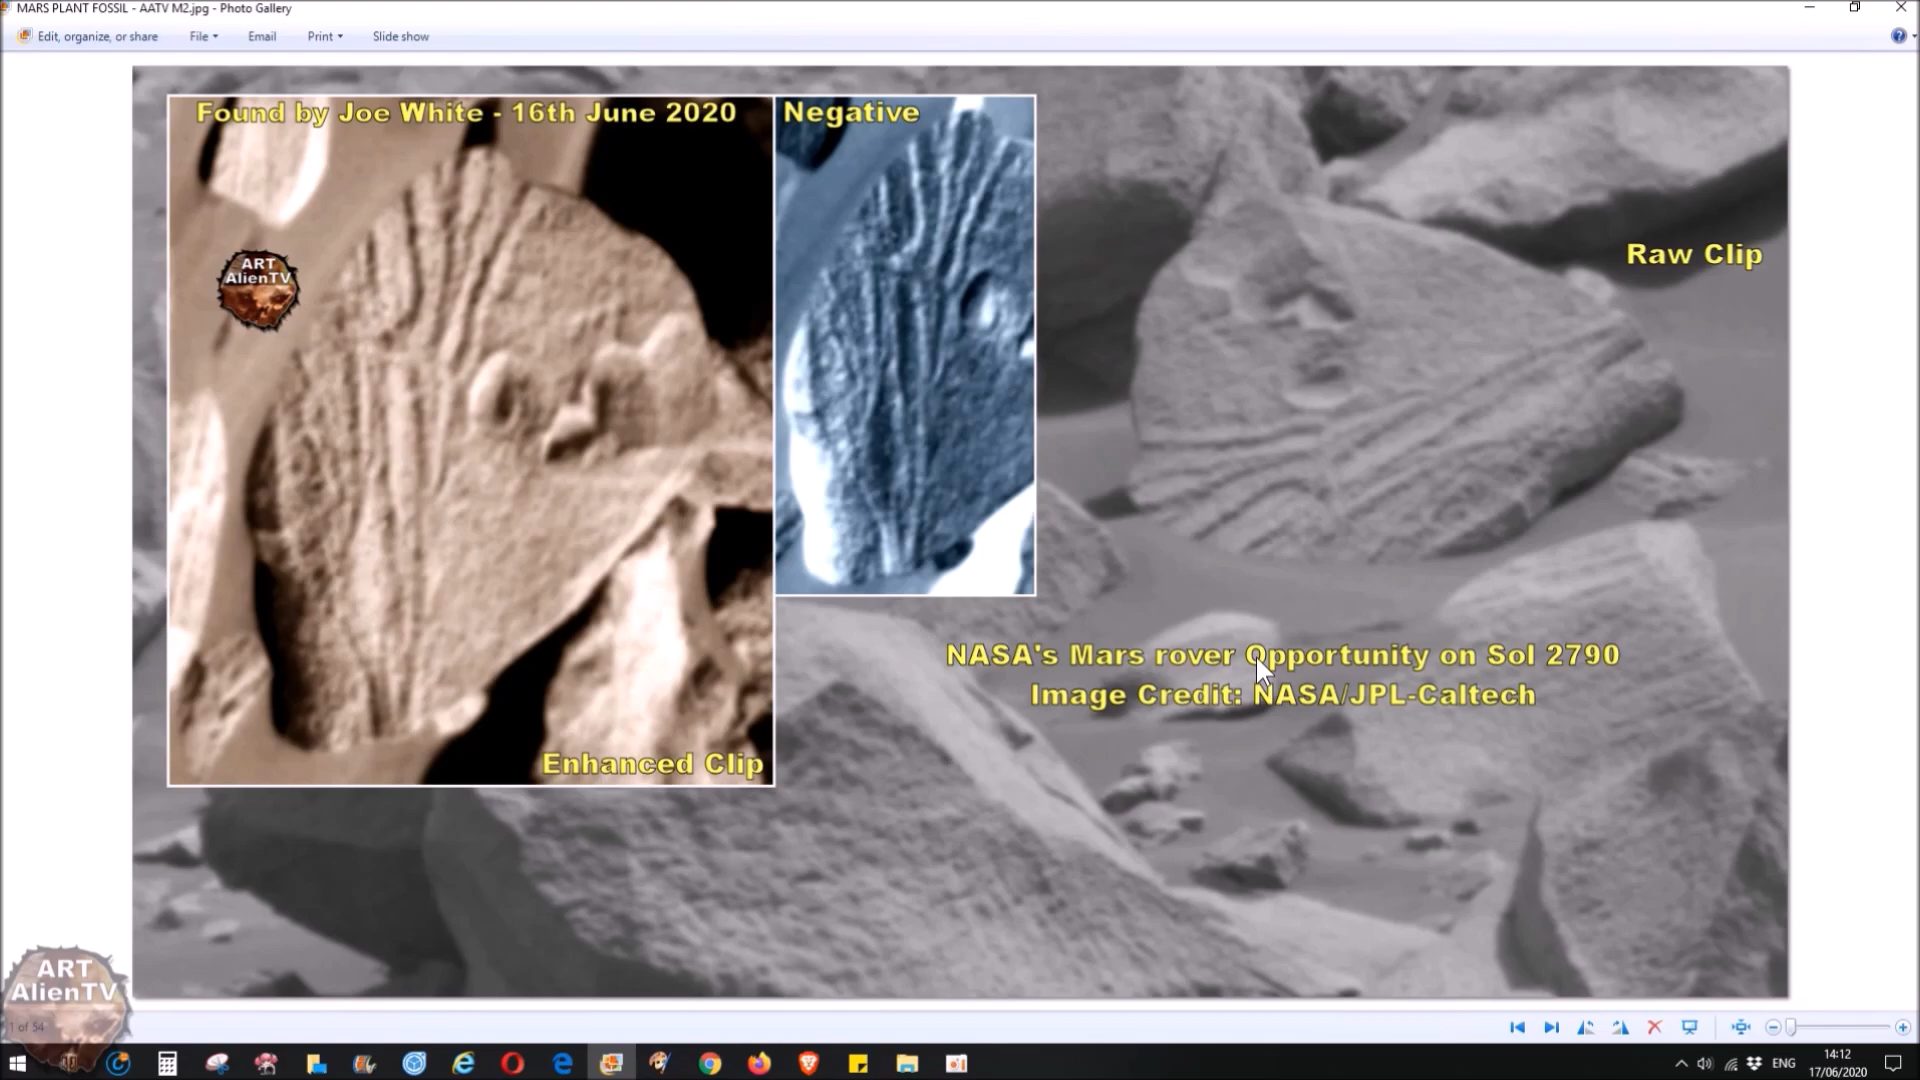 MARS PLANT FOSSIL - AATV M2.jpg - Photo Gallery
Edit, organize, or share
File
Email
Print
Slide show
Found by Joe White - 16th June 2020
Negative
ART
AlienTV
Raw Clip
NASA's Mars rover Opportunity on Sol 2790
Image Credit: NASA/JPL-Caltech
Enhanced Clip
ART
AlienTV
1 of 54
ENG
14:12
17/06/2020